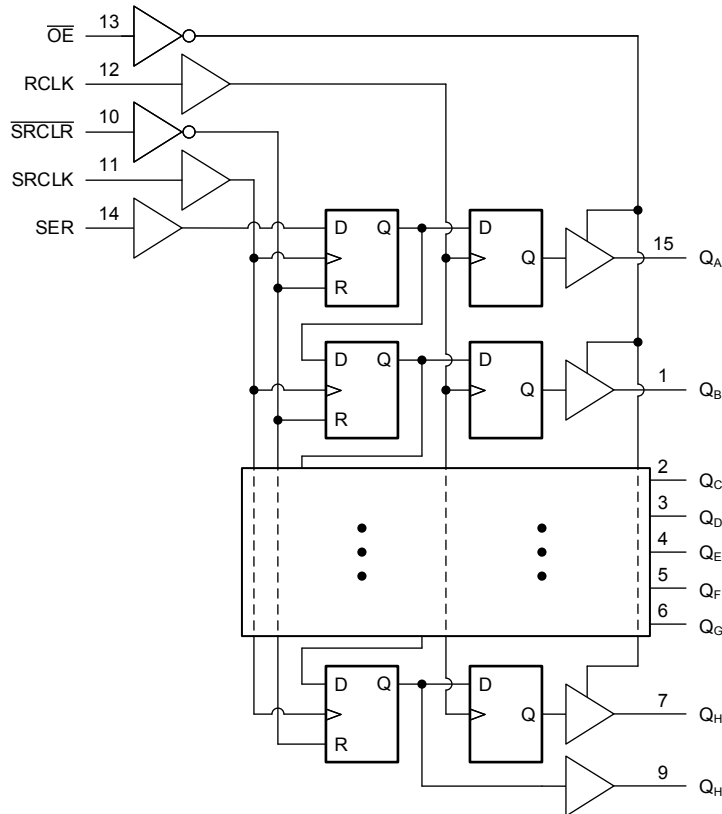 OE 13
RCLK 12
SRCLR 10
SRCLK 11
SER 14
D Q D
R
Q
15 QA
D Q D
R
Q
1 QB
2 QC
3 QD
4 QE
5 QF
6 QG
D Q D
R
Q
7 QH
9 QH